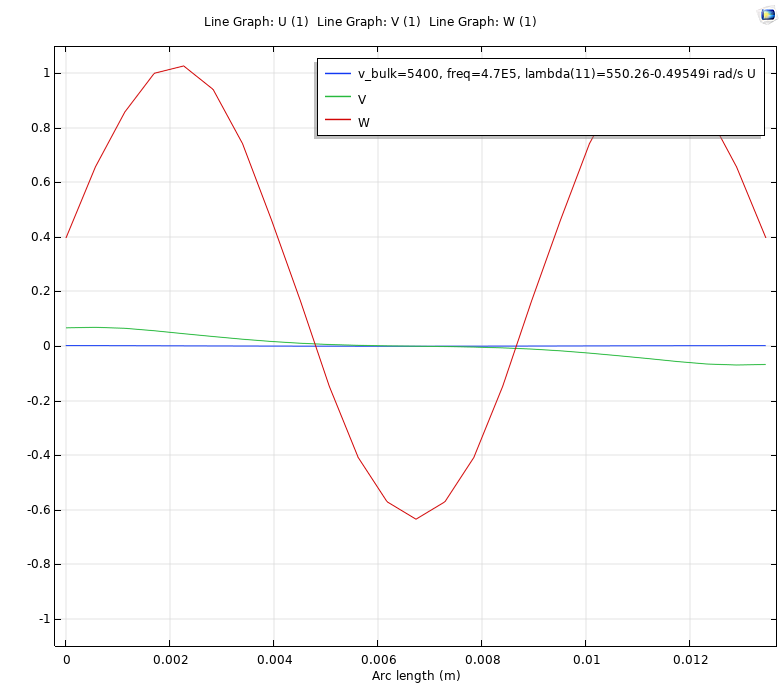 Line Graph: U (1) Line Graph: V (1) Line Graph: W (1)
v_bulk=5400, freq=4.7E5, lambda(11)=550.26-0.49549i rad/s U
V
W
1
0.8
0.6
0.4
0.2
0
-0.2
-0.4
-0.6
-0.8
-1
0 0.002 0.004 0.006 0.008 0.01 0.012
Arc length (m)